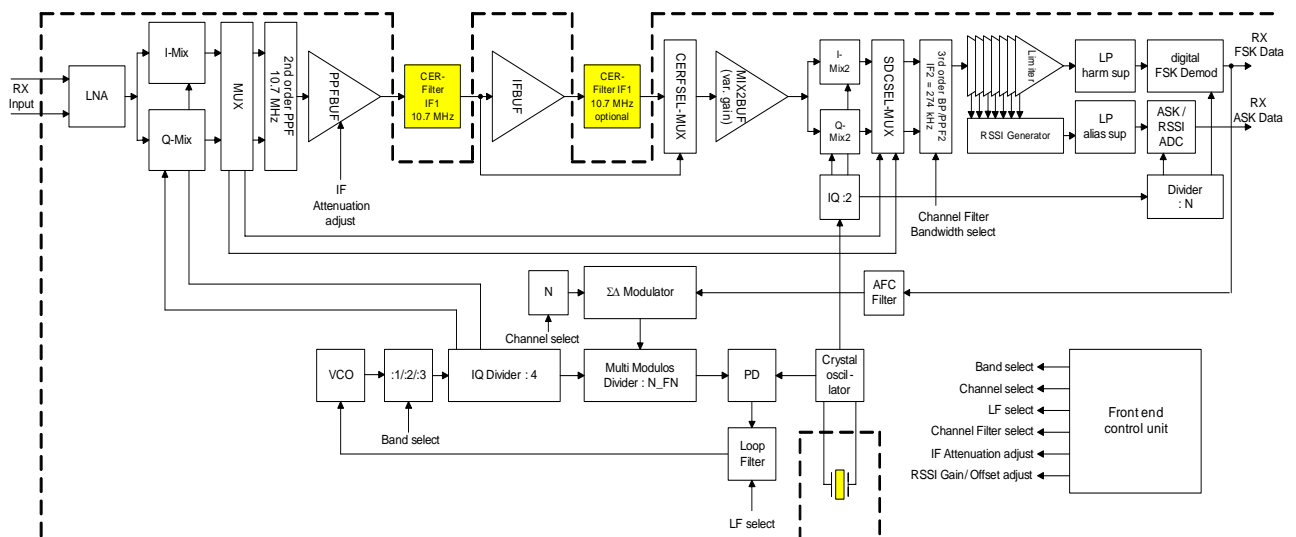 RX
FSK Data
RX
ASK Data
RX
Input
LNA
I-Mix
Q-Mix
MUX
2nd order PPF
10.7 MHz
PPFBUF
IF
Attenuation
adjust
CER-
Filter
IF1
10.7 MHz
IFBUF
CER-
Filter IF1
10.7 MHz
optional
CERFSEL-MUX
MIX2BUF
(var. gain)
I-
Mix2
Q-
Mix2
IQ :2
SDCSEL-MUX
3rd order BP/PPF2
IF2 = 274 kHz
Channel Filter
Bandwidth select
Limiter
RSSI Generator
LP
harm sup
LP
alias sup
digital
FSK Demod
ASK /
RSSI
ADC
Divider
: N
N
Channel select
ΣΔ Modulator
AFC
Filter
VCO
:1/:2/:3
Band select
IQ Divider : 4
Multi Modulos
Divider : N_FN
PD
Crystal
oscil-
lator
Loop
Filter
LF select
Band select
Channel select
LF select
Channel Filter select
IF Attenuation adjust
RSSI Gain/ Offset adjust
Front end
control unit